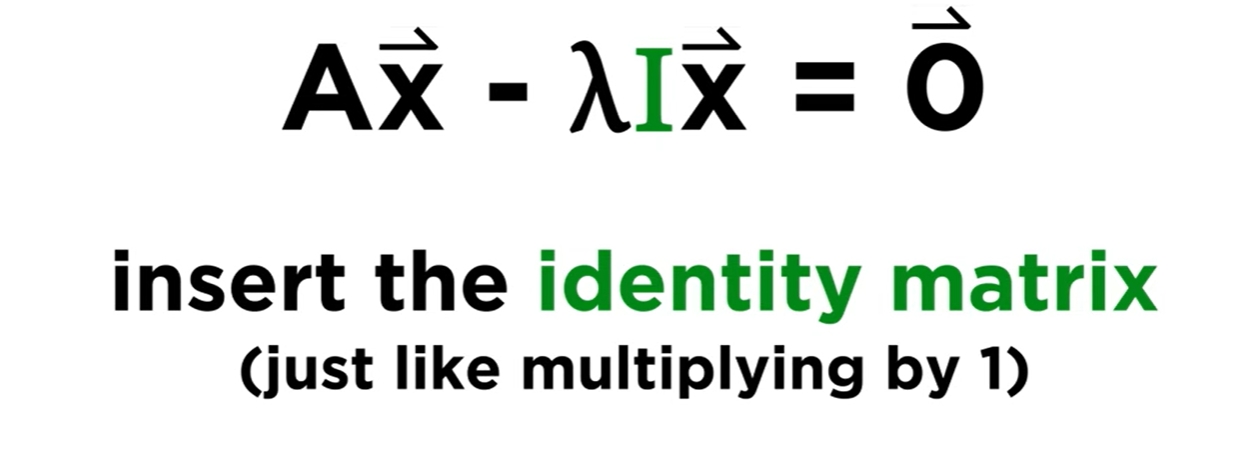 Ax⃗ - λIx⃗ = 0⃗
insert the identity matrix
(just like multiplying by 1)